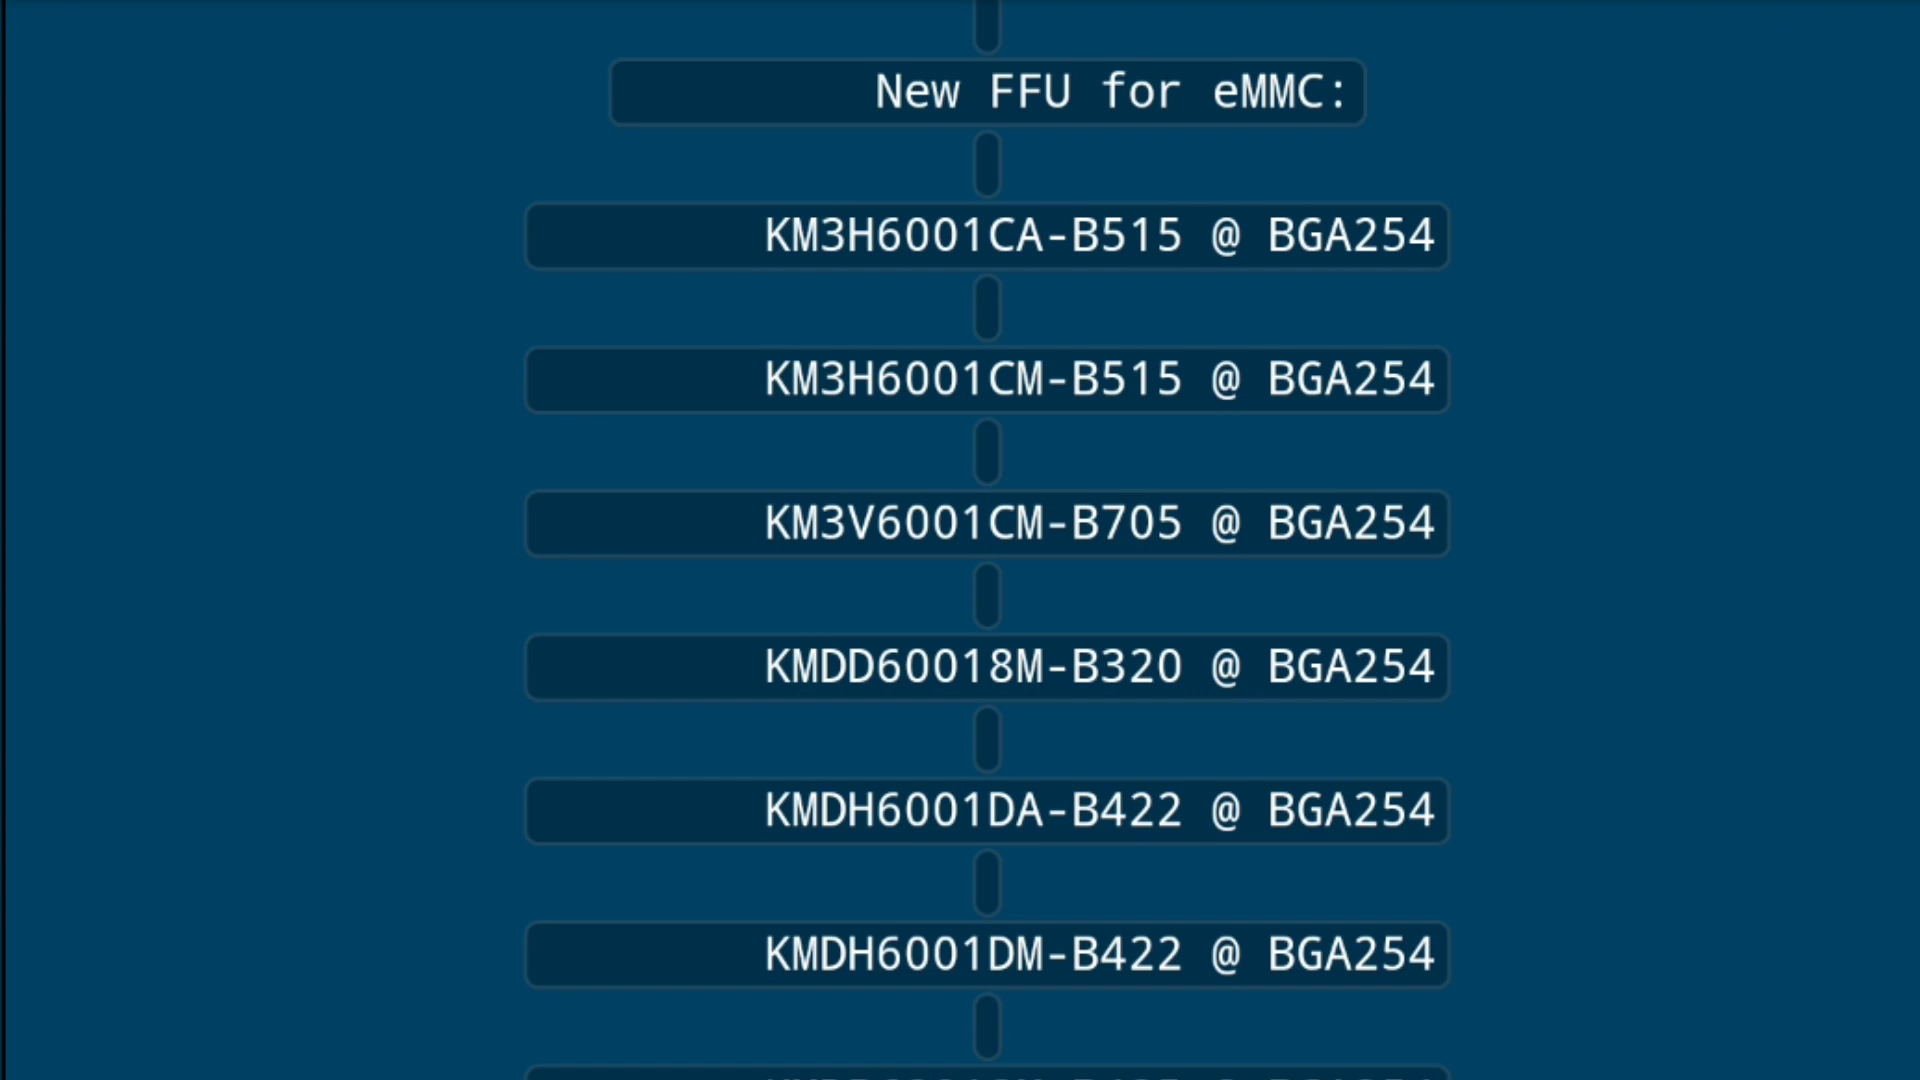 New FFU for eMMC:
KM3H6001CA-B515 @ BGA254
KM3H6001CM-B515 @ BGA254
KM3V6001CM-B705 @ BGA254
KMDD60018M-B320 @ BGA254
KMDH6001DA-B422 @ BGA254
KMDH6001DM-B422 @ BGA254